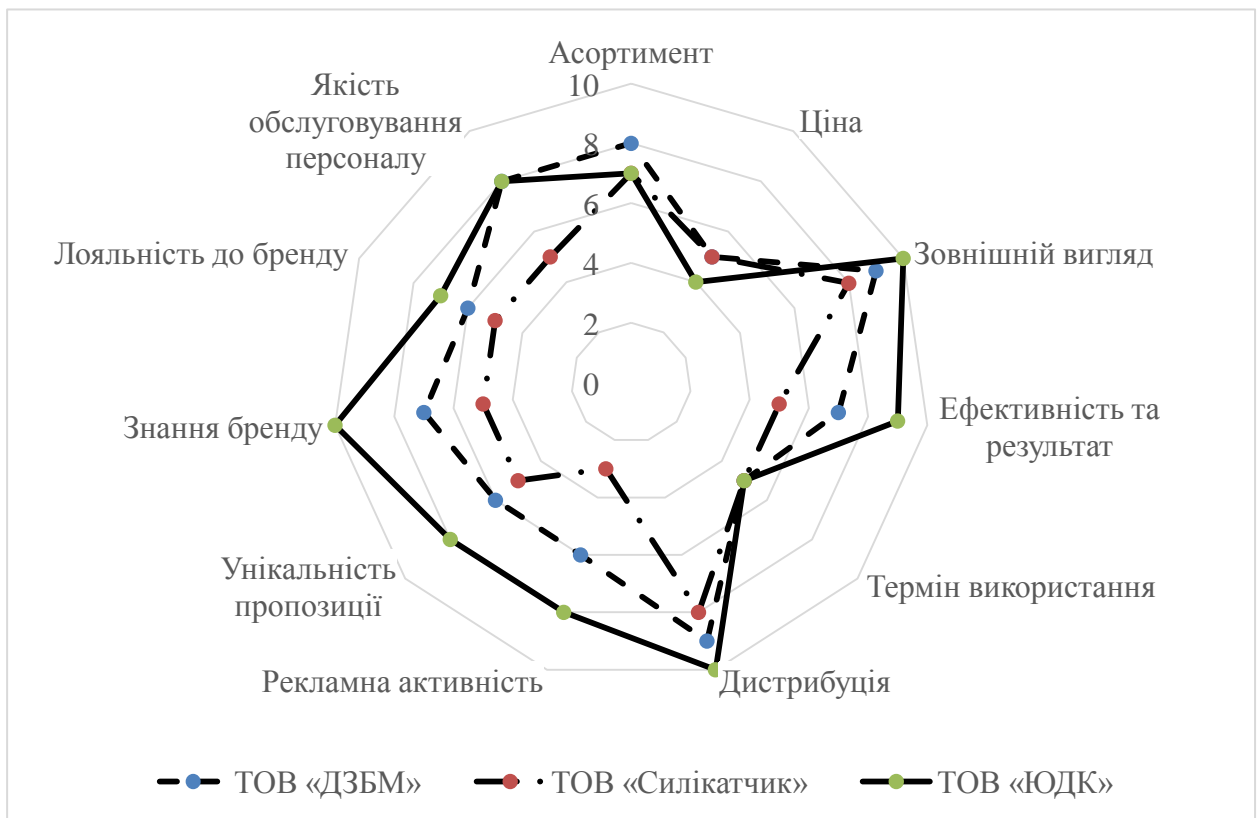 Асортимент
10
8
6
4
2
0
Ціна
Зовнішній вигляд
Ефективність та
результат
Термін використання
Дистрибуція
Рекламна активність
Унікальність
пропозиції
Знання бренду
Лояльність до бренду
Якість
обслуговування
персоналу
ТОВ «ДЗБМ» ТОВ «Силікатчик» ТОВ «ЮДК»